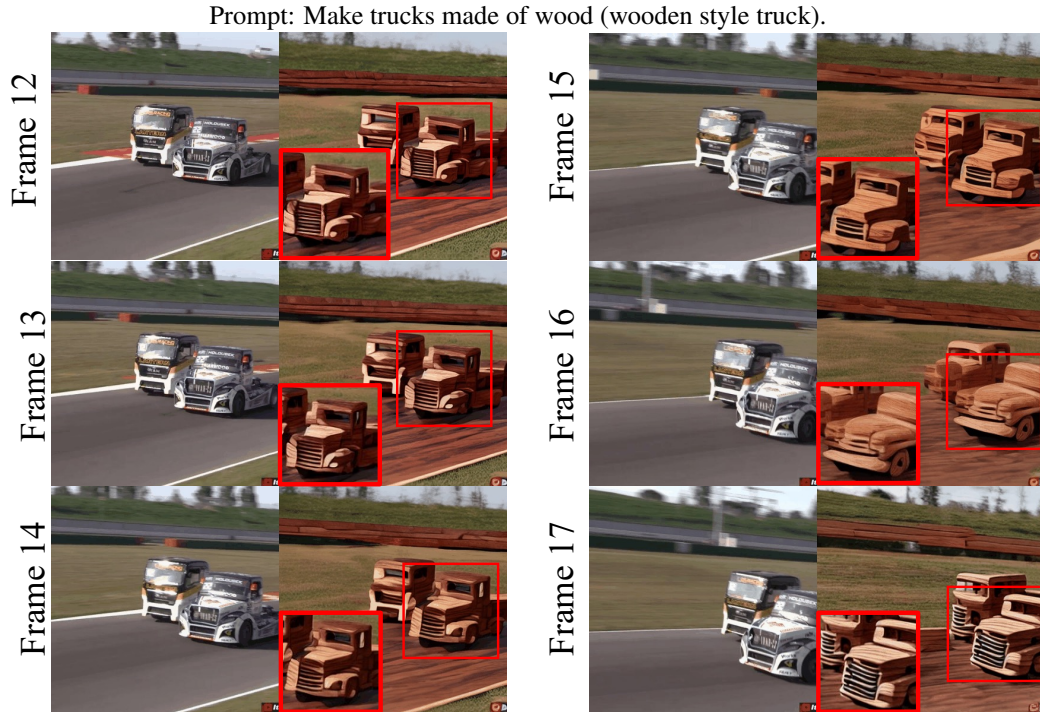 Prompt: Make trucks made of wood (wooden style truck).
Frame 12
Frame 13
Frame 14
Frame 15
Frame 16
Frame 17